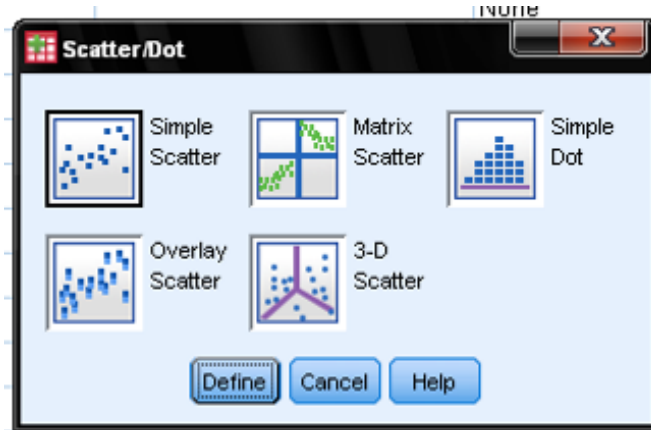 None
Scatter/Dot
Simple
Scatter
Matrix
Scatter
Simple
Dot
Overlay
Scatter
3-D
Scatter
Define
Cancel
Help